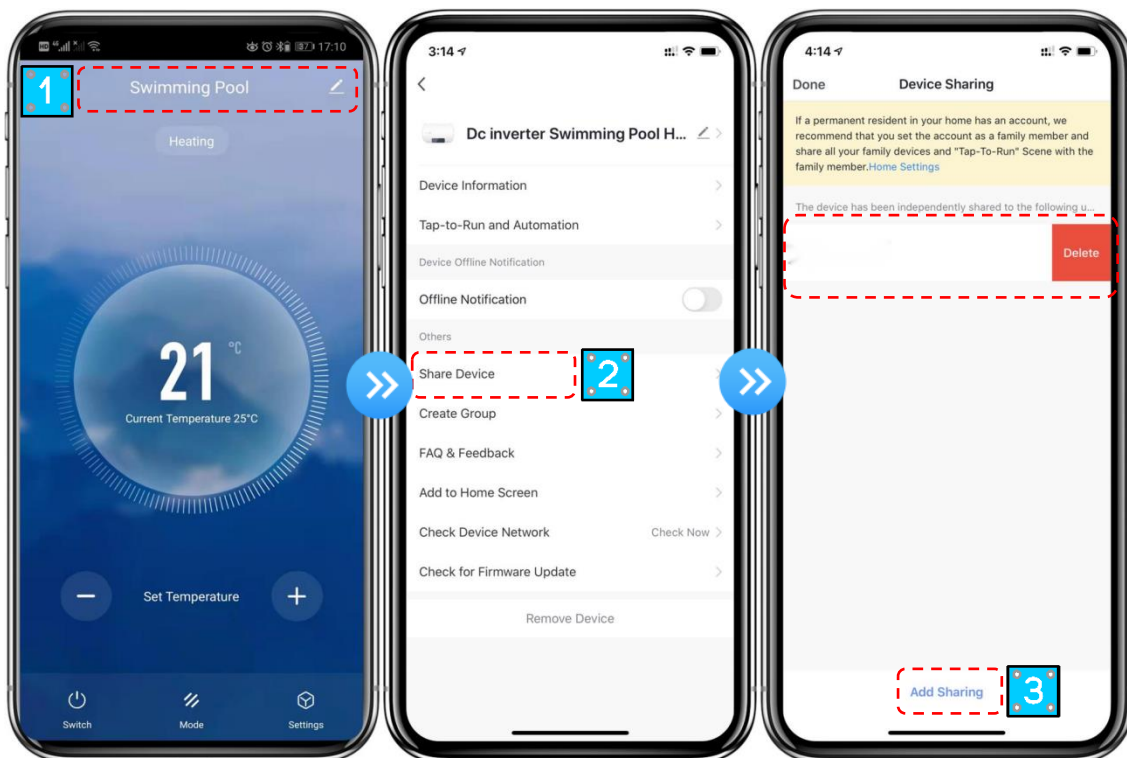 17:10
1
Swimming Pool
Heating
21 °C
Current Temperature 25°C
Set Temperature
Switch
Mode
Settings
3:14
Dc inverter Swimming Pool H...
Device Information
Tap-to-Run and Automation
Device Offline Notification
Offline Notification
Others
Share Device
2
Create Group
FAQ & Feedback
Add to Home Screen
Check Device Network Check Now
Check for Firmware Update
Remove Device
4:14
Done Device Sharing
If a permanent resident in your home has an account, we
recommend that you set the account as a family member and
share all your family devices and "Tap-To-Run" Scene with the
family member.Home Settings
The device has been independently shared to the following u...
Delete
Add Sharing
3